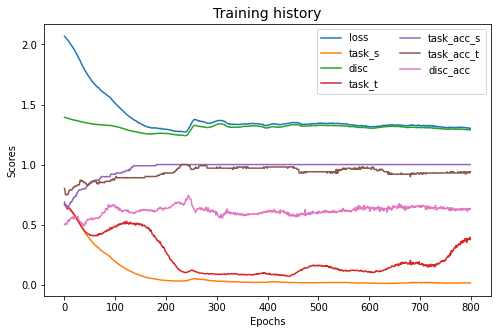 Training history
loss
task_s
disc
task_t
task_acc_s
task_acc_t
disc_acc
Scores
2.0
1.5
1.0
0.5
0.0
0 100 200 300 400 500 600 700 800
Epochs